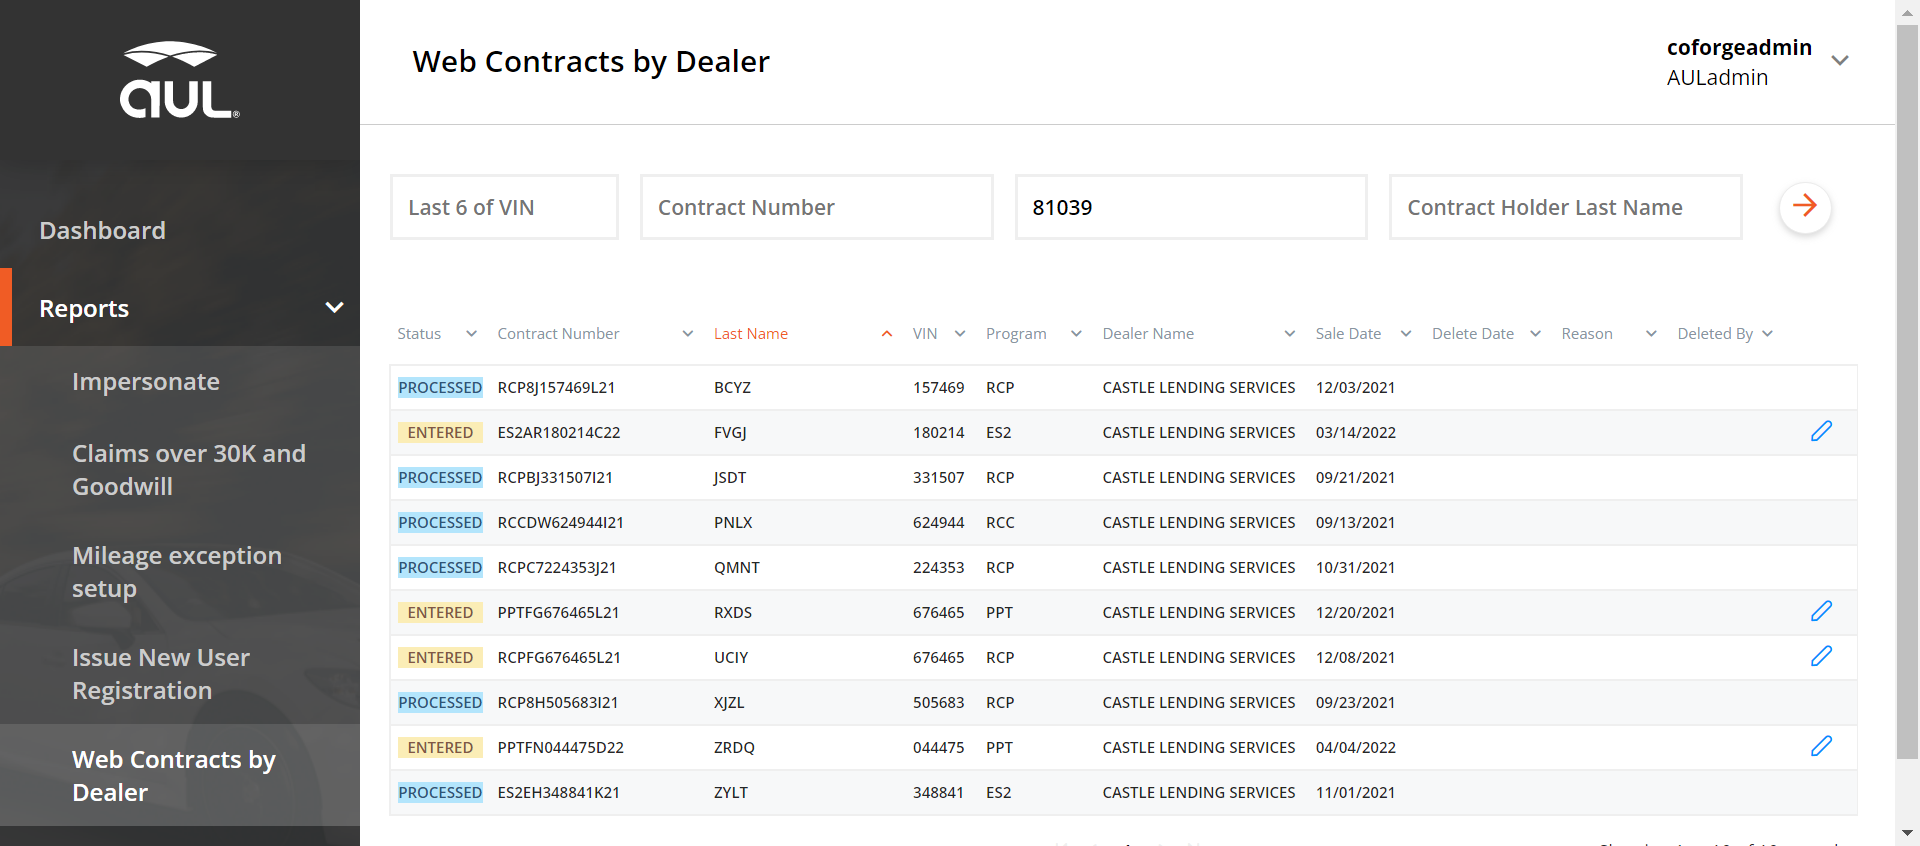 aUL®
Web Contracts by Dealer
coforgeadmin
AULadmin
Dashboard
Reports
Impersonate
Claims over 30K and
Goodwill
Mileage exception
setup
Issue New User
Registration
Web Contracts by
Dealer
Last 6 of VIN Contract Number 81039 Contract Holder Last Name
Status Contract Number Last Name VIN Program Dealer Name Sale Date Delete Date Reason Deleted By
PROCESSED RCP8J157469L21 BCYZ 157469 RCP CASTLE LENDING SERVICES 12/03/2021
ENTERED ES2AR180214C22 FVGJ 180214 ES2 CASTLE LENDING SERVICES 03/14/2022
PROCESSED RCPBJ331507I21 JSDT 331507 RCP CASTLE LENDING SERVICES 09/21/2021
PROCESSED RCCDW624944I21 PNLX 624944 RCC CASTLE LENDING SERVICES 09/13/2021
PROCESSED RCPC7224353J21 QMNT 224353 RCP CASTLE LENDING SERVICES 10/31/2021
ENTERED PPTFG676465L21 RXDS 676465 PPT CASTLE LENDING SERVICES 12/20/2021
ENTERED RCPFG676465L21 UCIY 676465 RCP CASTLE LENDING SERVICES 12/08/2021
PROCESSED RCP8H505683I21 XJZL 505683 RCP CASTLE LENDING SERVICES 09/23/2021
ENTERED PPTFN044475D22 ZRDQ 044475 PPT CASTLE LENDING SERVICES 04/04/2022
PROCESSED ES2EH348841K21 ZYLT 348841 ES2 CASTLE LENDING SERVICES 11/01/2021